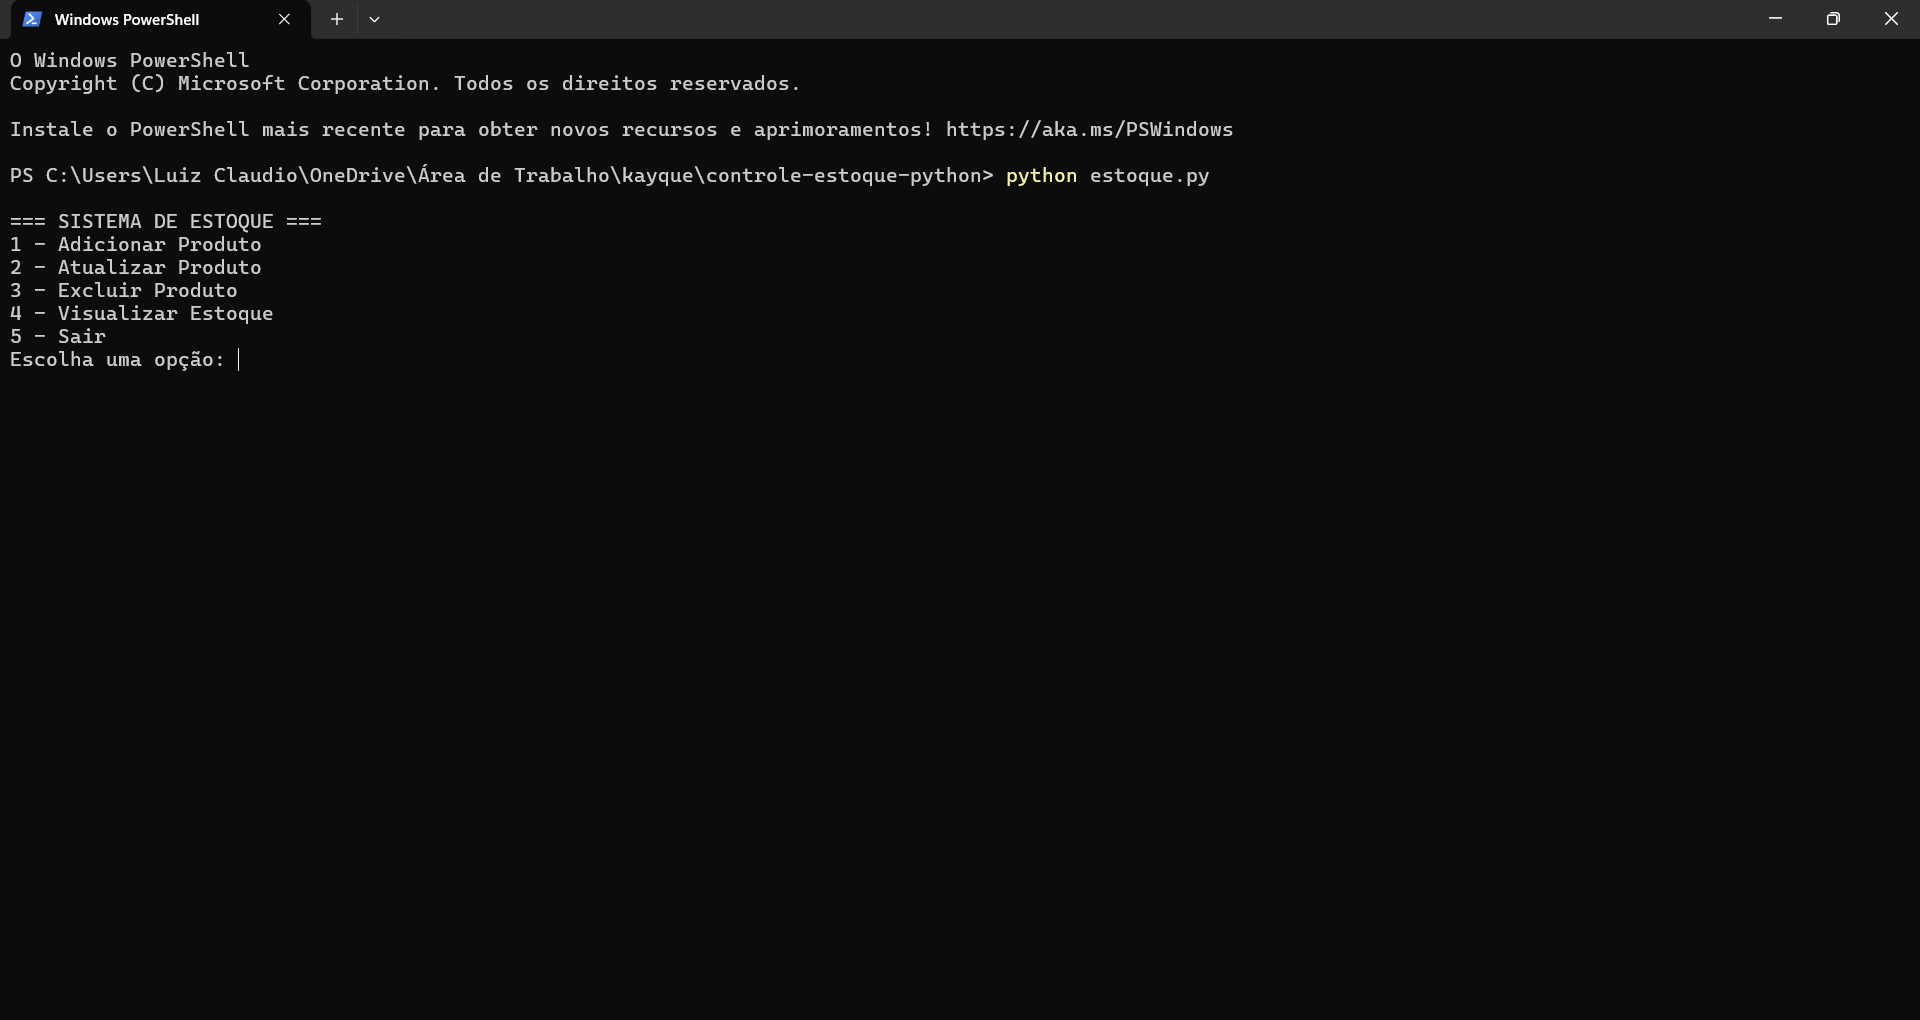 Windows PowerShell
O Windows PowerShell
Copyright (C) Microsoft Corporation. Todos os direitos reservados.
Instale o PowerShell mais recente para obter novos recursos e aprimoramentos! https://aka.ms/PSWindows
PS C:\Users\Luiz Claudio\OneDrive\Área de Trabalho\kayque\controle-estoque-python> python estoque.py
=== SISTEMA DE ESTOQUE ===
1 - Adicionar Produto
2 - Atualizar Produto
3 - Excluir Produto
4 - Visualizar Estoque
5 - Sair
Escolha uma opção: